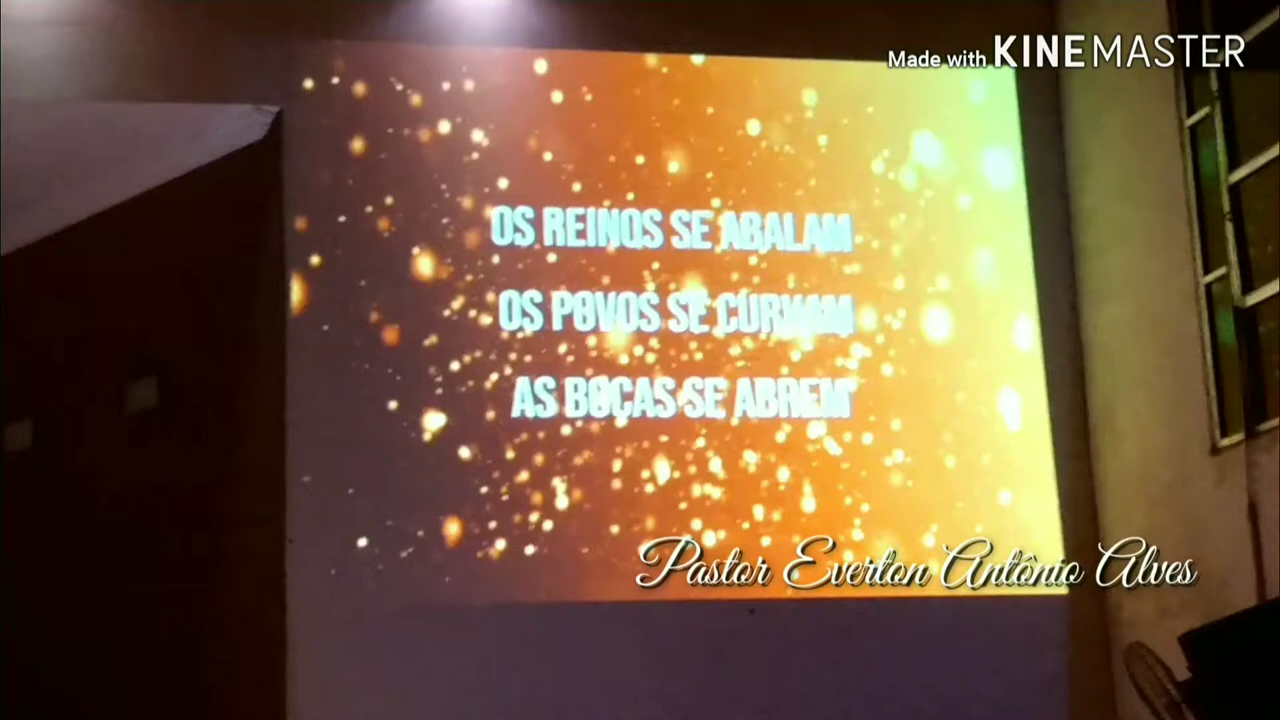 Made with KINEMASTER
OS REINOS SE ABALAM
OS POVOS SE CURVAM
AS BOCAS SE ABREM
Pastor Everton Antônio Alves